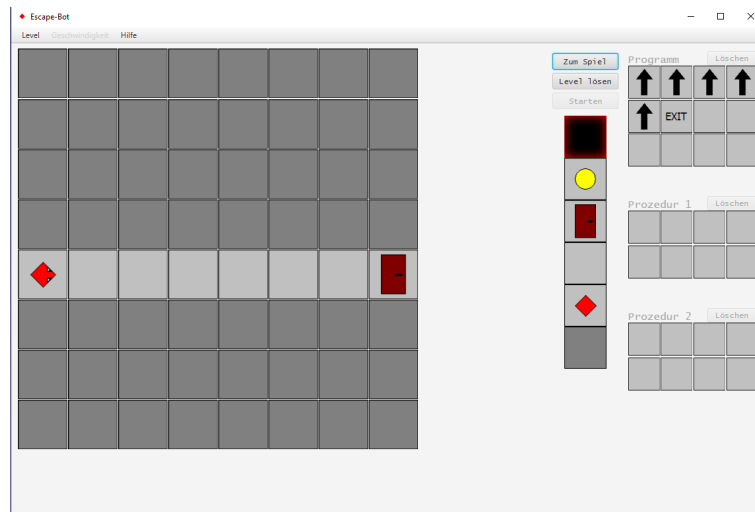 Escape-Bot
Level Geschwindigkeit Hilfe
Zum Spiel
Level lösen
Starten
Programm Löschen
EXIT
Prozedur 1 Löschen
Prozedur 2 Löschen